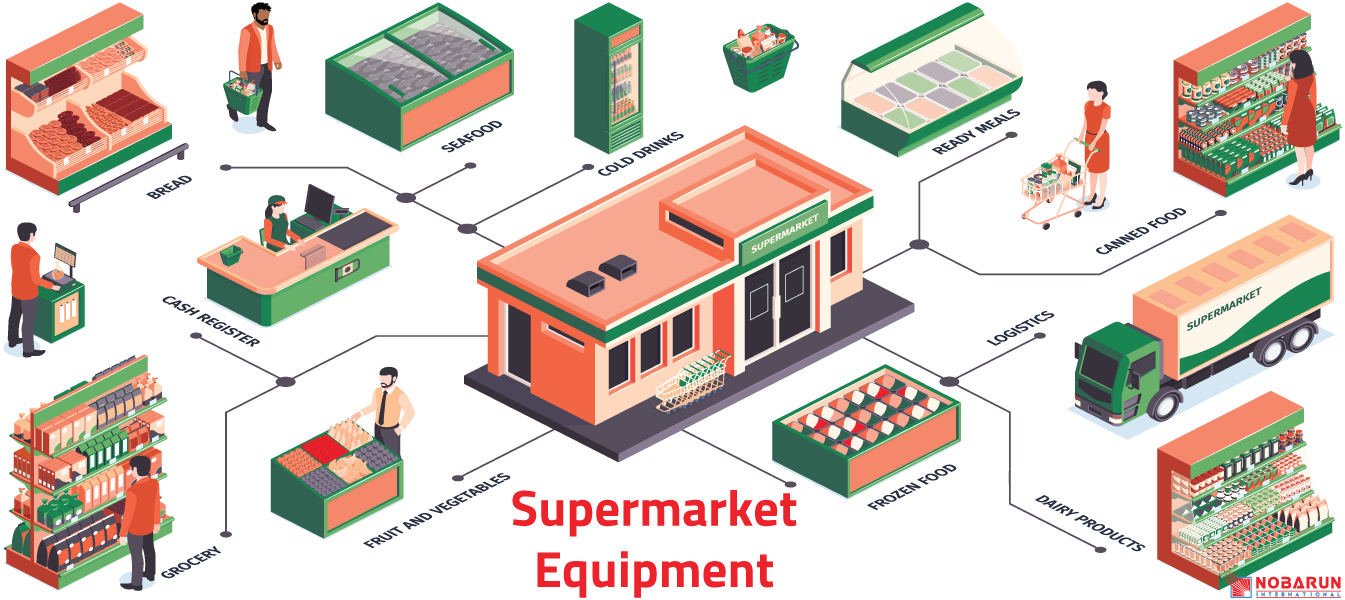 SEAFOOD
COLD DRINKS
READY MEALS
BREAD
SUPERMARKET
CANNED FOOD
CASH REGISTER
LOGISTICS
SUPERMARKET
GROCERY
FRUIT AND VEGETABLES
FROZEN FOOD
DAIRY PRODUCTS
Supermarket
Equipment
NOBARUN
INTERNATIONAL